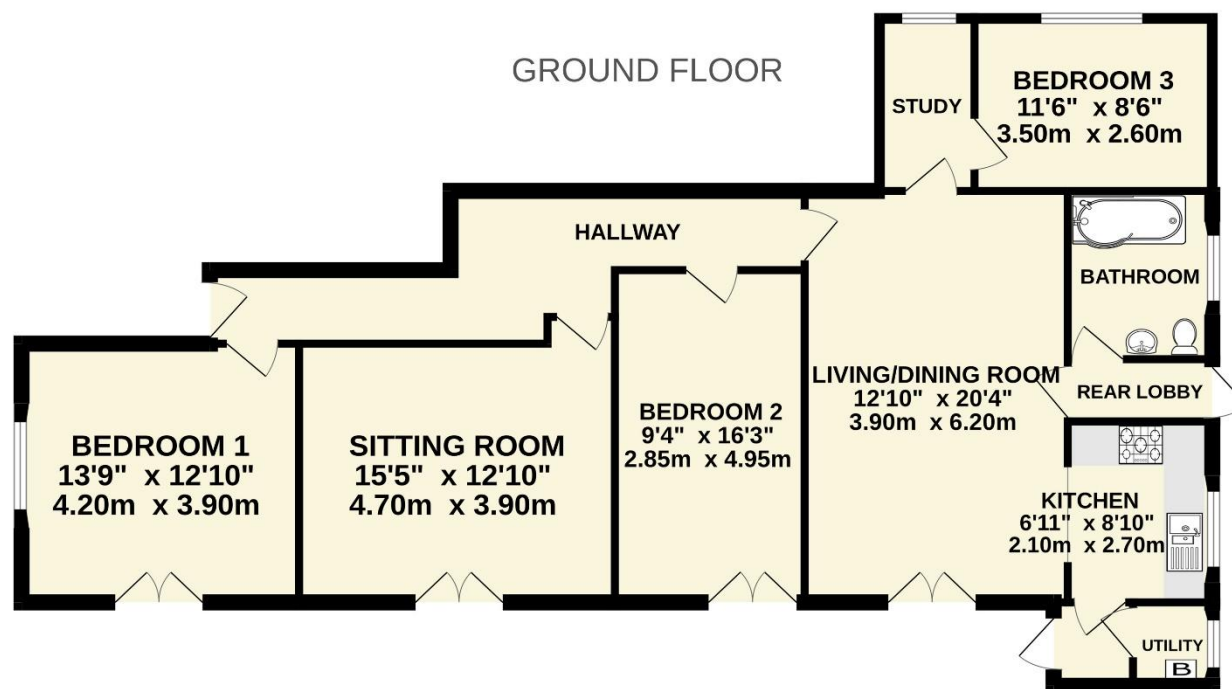 GROUND FLOOR
STUDY
BEDROOM 3
11'6" x 8'6"
3.50m x 2.60m
HALLWAY
BATHROOM
LIVING/DINING ROOM
12'10" x 20'4"
3.90m x 6.20m
REAR LOBBY
BEDROOM 1
13'9" x 12'10"
4.20m x 3.90m
SITTING ROOM
15'5" x 12'10"
4.70m x 3.90m
BEDROOM 2
9'4" x 16'3"
2.85m x 4.95m
KITCHEN
6'11" x 8'10"
2.10m x 2.70m
UTILITY
B